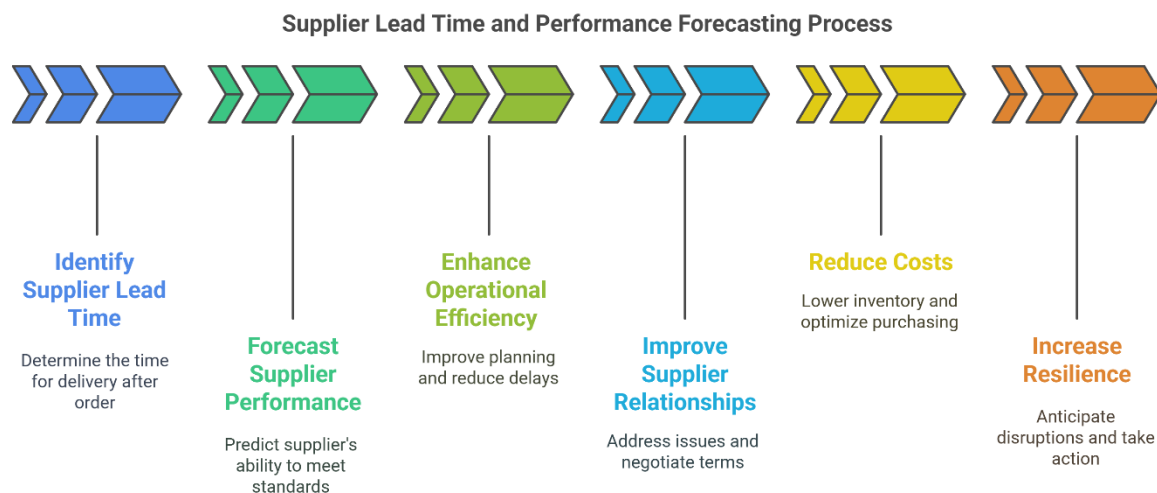 Supplier Lead Time and Performance Forecasting Process
Identify
Supplier Lead
Time
Determine the time
for delivery after
order
Forecast
Supplier
Performance
Predict supplier's
ability to meet
standards
Enhance
Operational
Efficiency
Improve planning
and reduce delays
Improve
Supplier
Relationships
Address issues and
negotiate terms
Reduce Costs
Lower inventory and
optimize purchasing
Increase
Resilience
Anticipate
disruptions and take
action